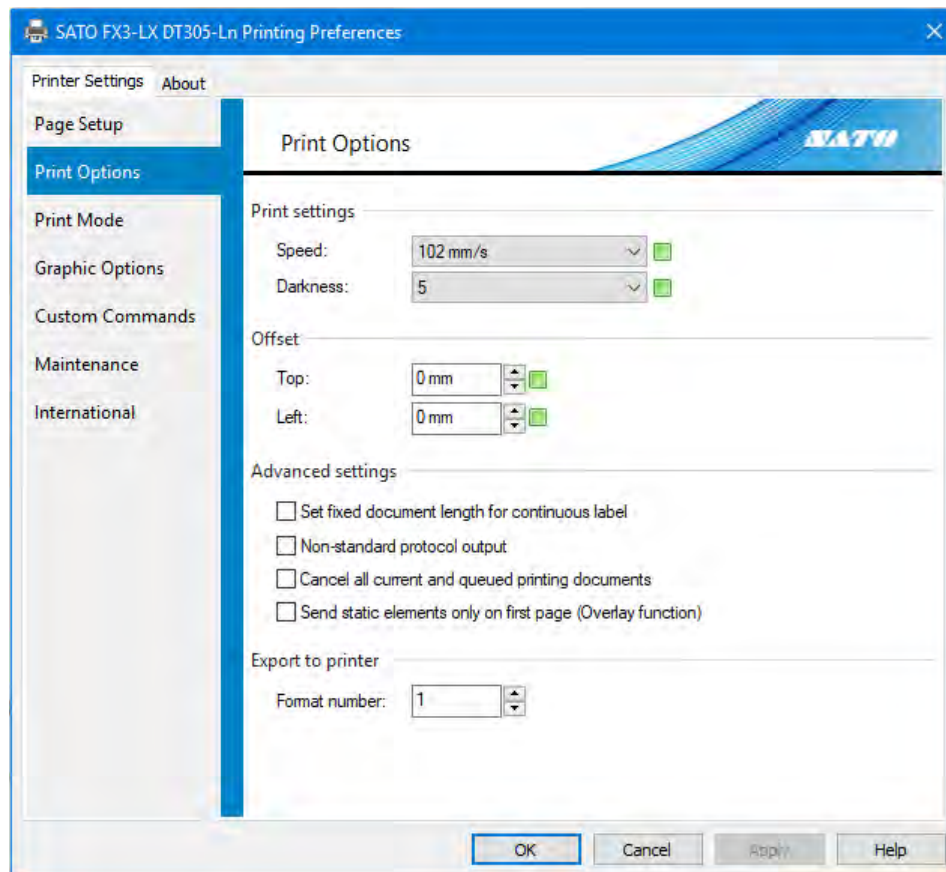 SATO FX3-LX DT305-Ln Printing Preferences
Printer Settings About
Page Setup
Print Options
Print Mode
Graphic Options
Custom Commands
Maintenance
International
Print Options
SATO
Print settings
Speed: 102 mm/s
Darkness: 5
Offset
Top: 0 mm
Left: 0 mm
Advanced settings
Set fixed document length for continuous label
Non-standard protocol output
Cancel all current and queued printing documents
Send static elements only on first page (Overlay function)
Export to printer
Format number: 1
OK Cancel Apply Help